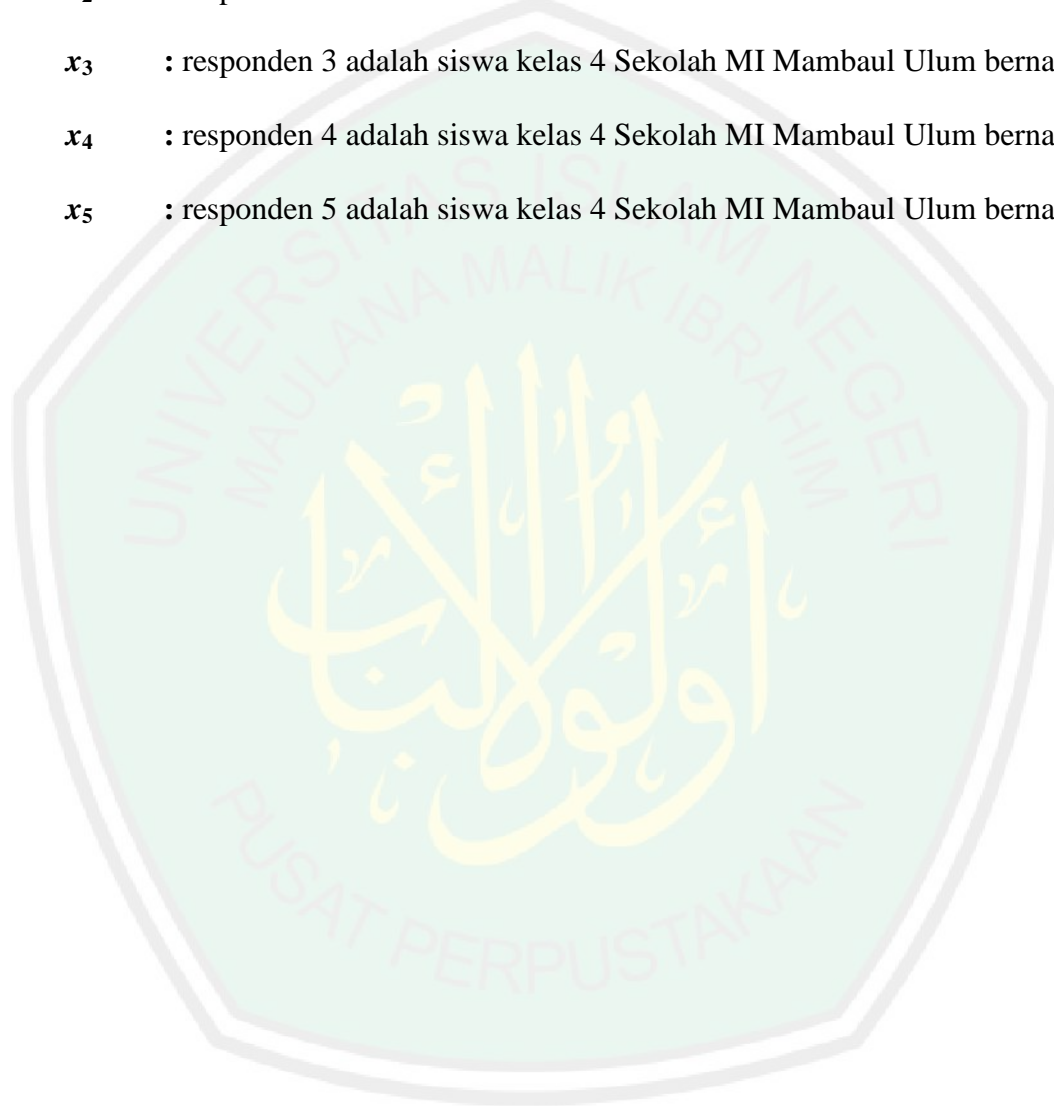 x₃ : responden 3 adalah siswa kelas 4 Sekolah MI Mambaul Ulum berna
x₄ : responden 4 adalah siswa kelas 4 Sekolah MI Mambaul Ulum berna
x₅ : responden 5 adalah siswa kelas 4 Sekolah MI Mambaul Ulum berna
UNIVERSITAS ISLAM NEGERI
MAULANA MALIK IBRAHIM
أولوا الألباب
PUSAT PERPUSTAKAAN